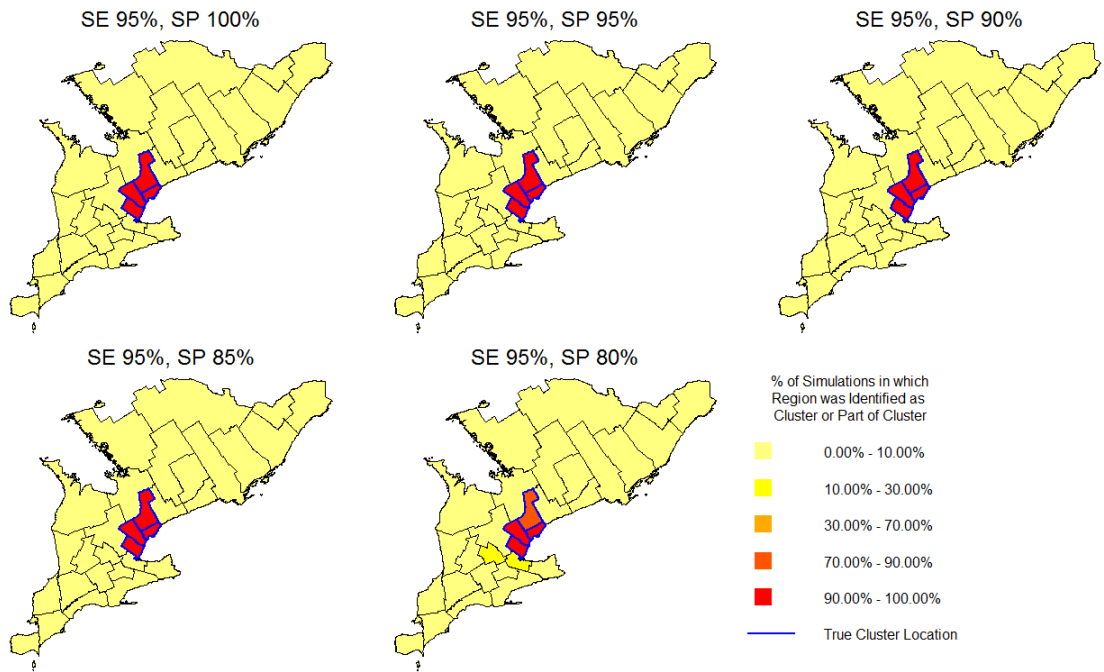 SE 95%, SP 100%
SE 95%, SP 95%
SE 95%, SP 90%
SE 95%, SP 85%
SE 95%, SP 80%
% of Simulations in which
Region was Identified as
Cluster or Part of Cluster
0.00% - 10.00%
10.00% - 30.00%
30.00% - 70.00%
70.00% - 90.00%
90.00% - 100.00%
True Cluster Location